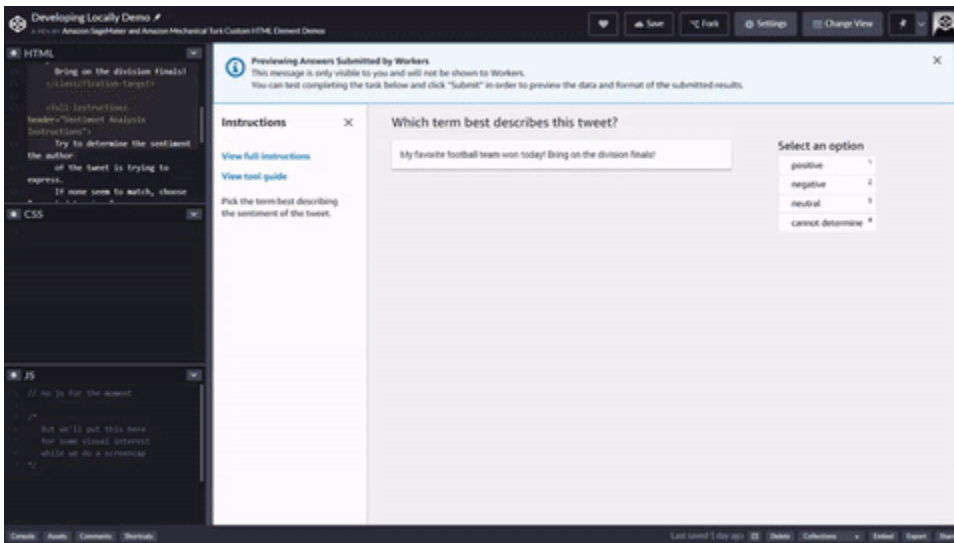 Developing Locally Demo
A PEN BY Amazon SageMaker and Amazon Mechanical Turk Custom HTML Element Demos
Save
Fork
Settings
Change View
HTML
Bring on the division finals!
</classification-target>
<full-instructions
header="Sentiment Analysis
Instructions">
Try to determine the sentiment
the author
of the tweet is trying to
express.
If none seem to match, choose
CSS
JS
// no js for the moment
/*
But we'll put this here
for some visual interest
while we do a screencap
*/
Previewing Answers Submitted by Workers
This message is only visible to you and will not be shown to Workers.
You can test completing the task below and click "Submit" in order to preview the data and format of the submitted results.
Instructions
View full instructions
View tool guide
Pick the term best describing
the sentiment of the tweet.
Which term best describes this tweet?
My favorite football team won today! Bring on the division finals!
Select an option
positive 1
negative 2
neutral 3
cannot determine 4
Console Assets Comments Shortcuts
Last saved 1 day ago Delete Collections Embed Export Share